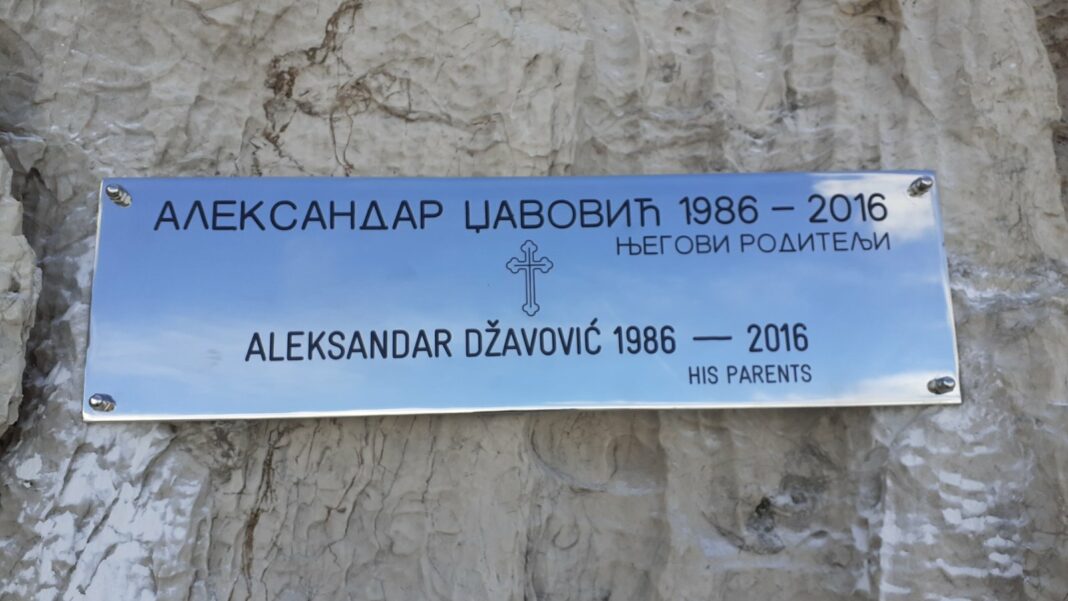 АЛЕКСАНДАР ЏАВОВИЋ 1986 – 2016
ЊЕГОВИ РОДИТЕЉИ
ALEKSANDAR DŽAVOVIĆ 1986 — 2016
HIS PARENTS